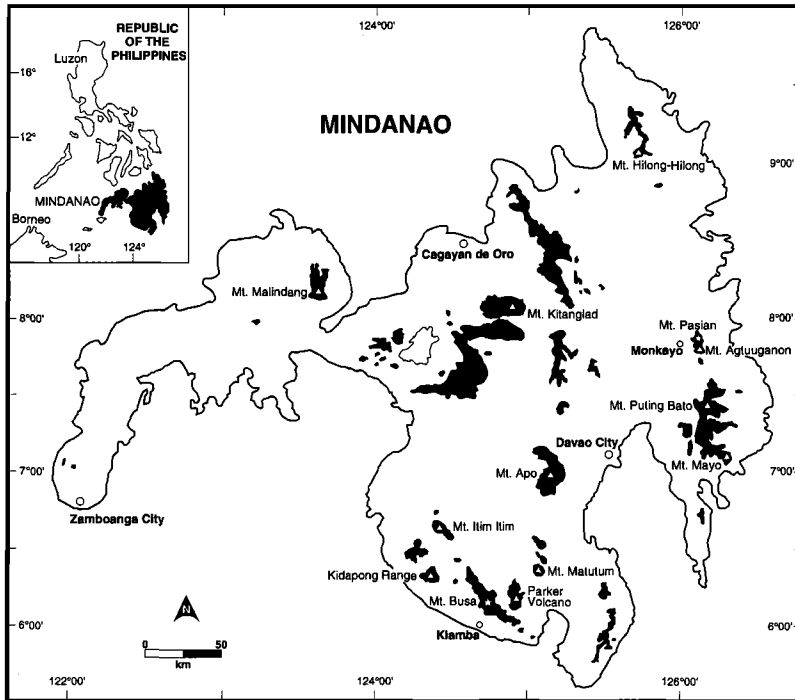 124°00'
126°00'
REPUBLIC
OF THE
PHILIPPINES
Luzon
16°
12°
MINDANAO
Borneo
120°
124°
MINDANAO
Mt. Hilong-Hilong
9°00'
Cagayan de Oro
Mt. Malindang
Mt. Kitanglad
8°00'
8°00'
Mt. Pasian
Monkayo
Mt. Agtuuganon
Mt. Puting Bato
Davao City
7°00'
Mt. Apo
Mt. Mayo
7°00'
Zamboanga City
Mt. Itim Itim
Kidapong Range
Mt. Matutum
Mt. Busa
Parker
Volcano
Kiamba
6°00'
6°00'
N
0
50
km
122°00'
124°00'
126°00'